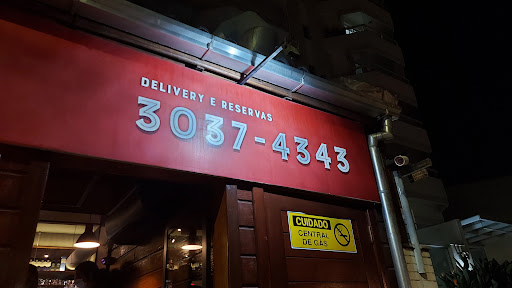 DELIVERY E RESERVAS
3037-4343
CUIDADO
CENTRAL
DE GÁS